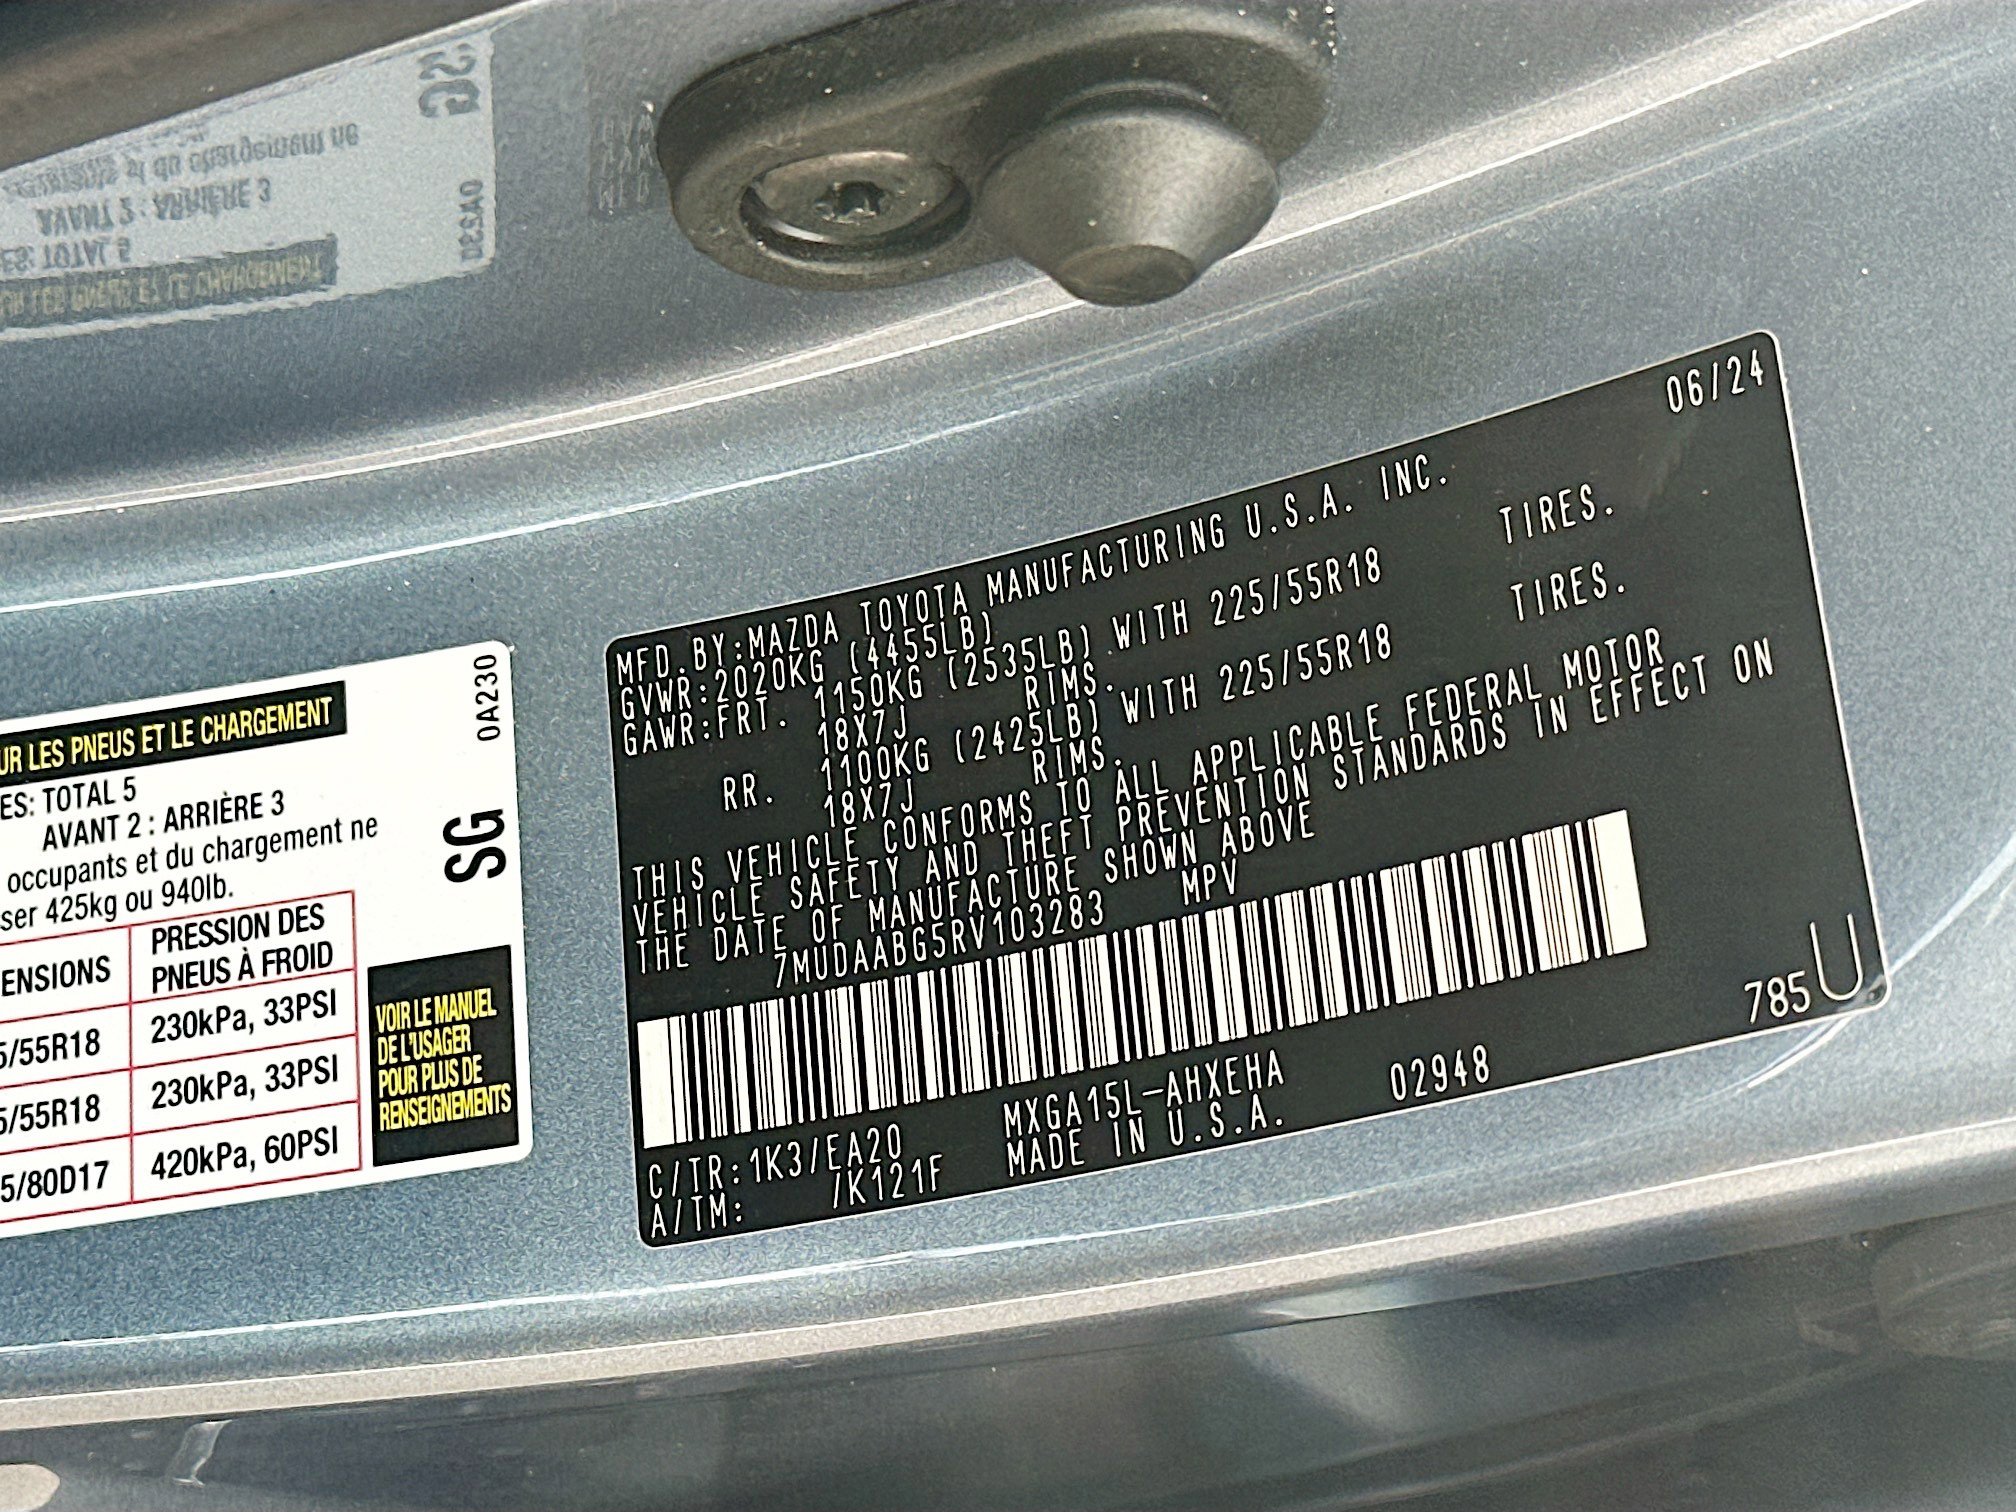 UR LES PNEUS ET LE CHARGEMENT
ES: TOTAL 5
AVANT 2 : ARRIÈRE 3
occupants et du chargement ne
ser 425kg ou 940lb.
0A230
SG
ENSIONS
PRESSION DES
PNEUS À FROID
5/55R18
230kPa, 33PSI
5/55R18
230kPa, 33PSI
5/80D17
420kPa, 60PSI
VOIR LE MANUEL
DE L'USAGER
POUR PLUS DE
RENSEIGNEMENTS
06/24
MFD.BY:MAZDA TOYOTA MANUFACTURING U.S.A. INC.
GVWR:2020KG (4455LB)
GAWR:FRT. 1150KG (2535LB) WITH 225/55R18 TIRES.
18X7J RIMS.
RR. 1100KG (2425LB) WITH 225/55R18 TIRES.
18X7J RIMS.
THIS VEHICLE CONFORMS TO ALL APPLICABLE FEDERAL MOTOR
VEHICLE SAFETY AND THEFT PREVENTION STANDARDS IN EFFECT ON
THE DATE OF MANUFACTURE SHOWN ABOVE
7MUDAABG5RV103283 MPV
785U
C/TR:1K3/EA20 MXGA15L-AHXEHA 02948
A/TM: /K121F MADE IN U.S.A.